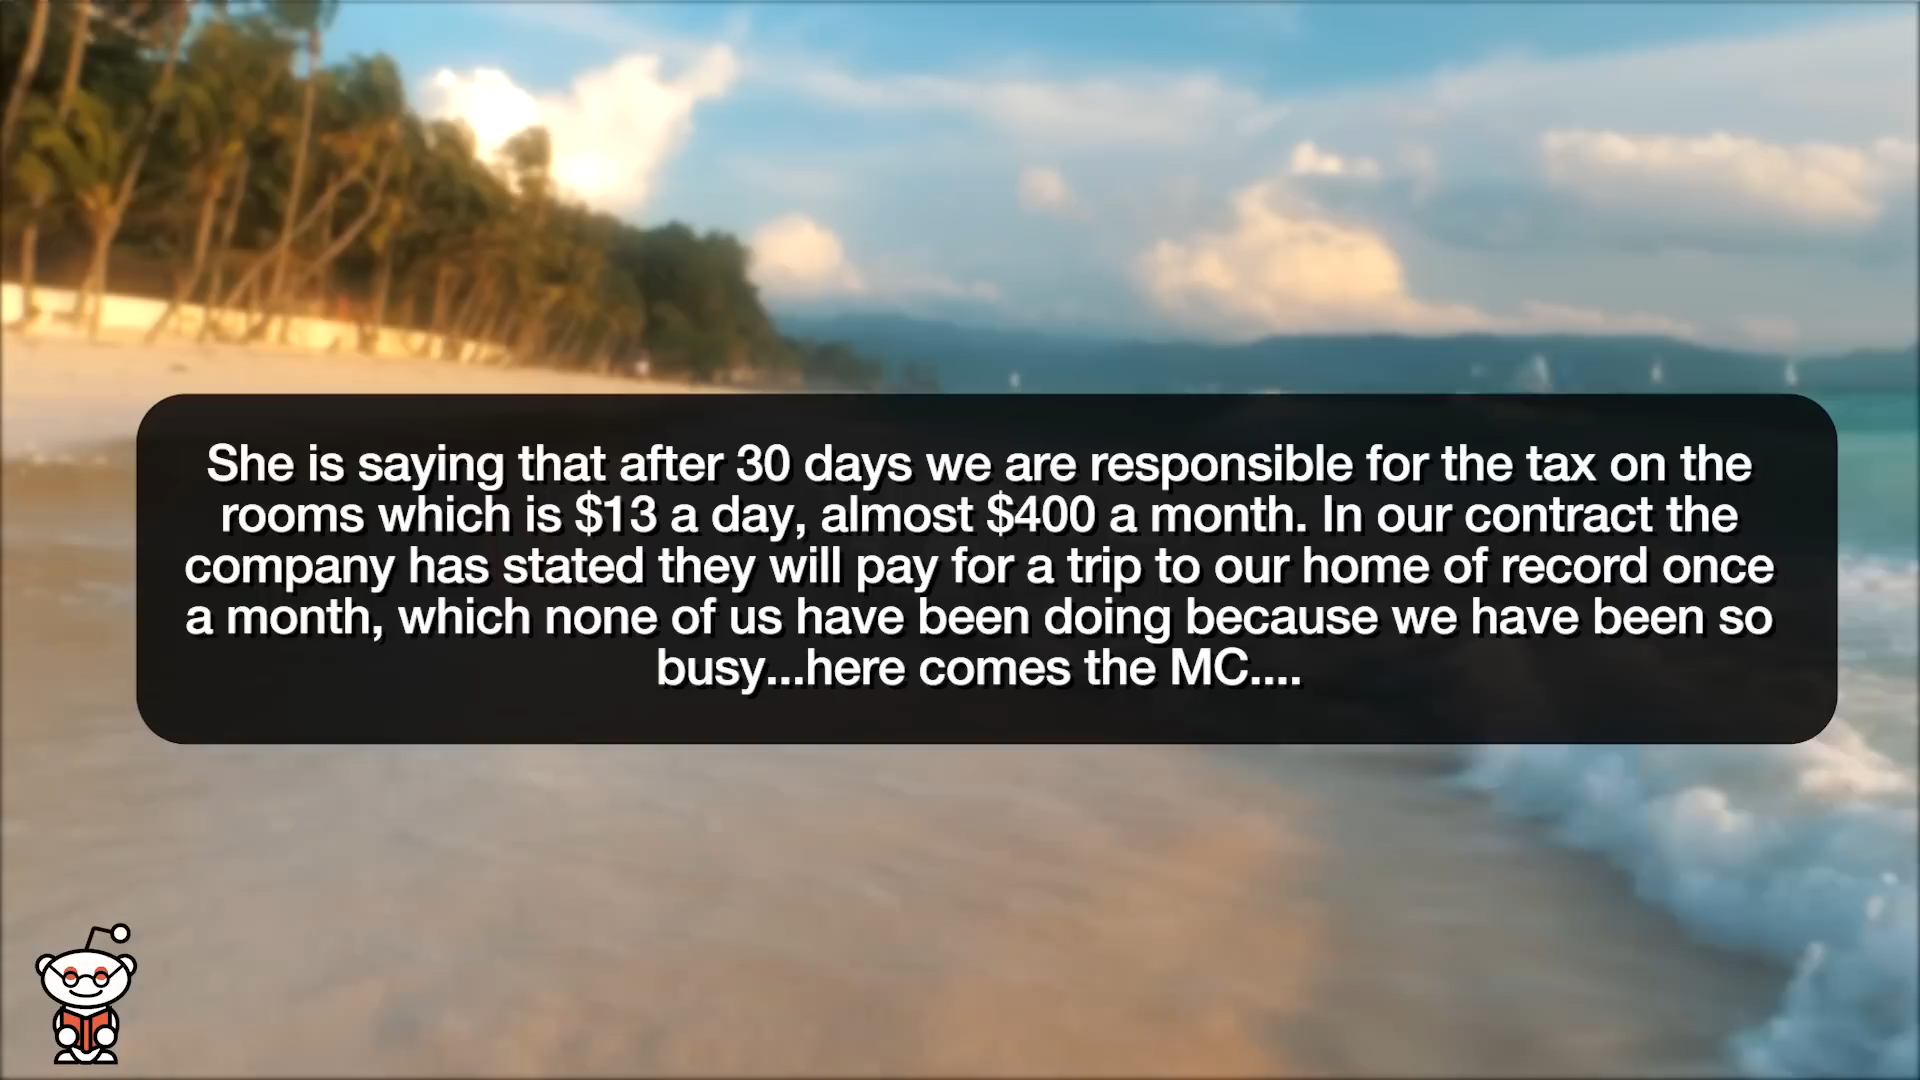 She is saying that after 30 days we are responsible for the tax on the
rooms which is $13 a day, almost $400 a month. In our contract the
company has stated they will pay for a trip to our home of record once
a month, which none of us have been doing because we have been so
busy...here comes the MC....